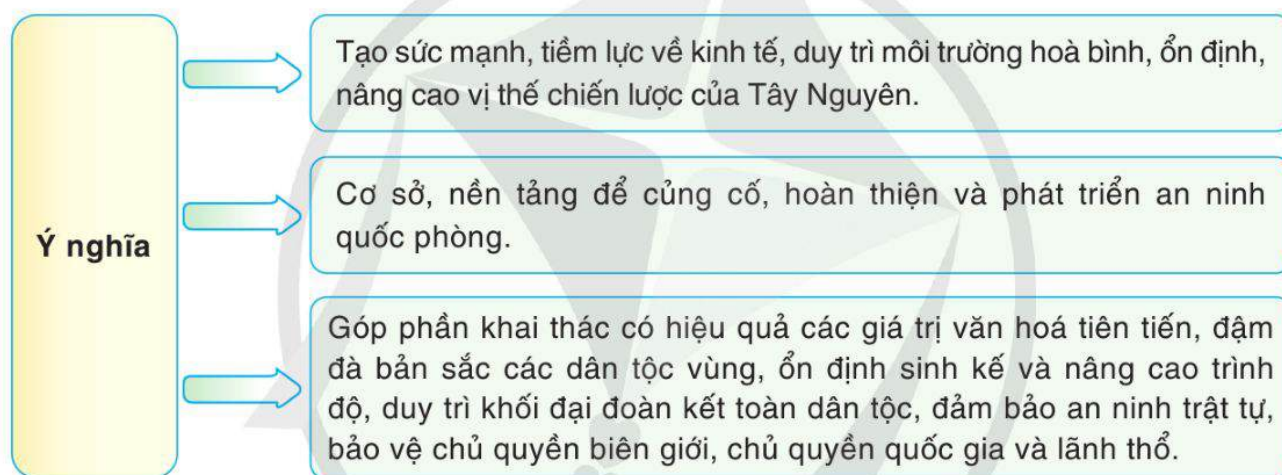 Ý nghĩa
Tạo sức mạnh, tiềm lực về kinh tế, duy trì môi trường hoà bình, ổn định,
nâng cao vị thế chiến lược của Tây Nguyên.
Cơ sở, nền tảng để củng cố, hoàn thiện và phát triển an ninh
quốc phòng.
Góp phần khai thác có hiệu quả các giá trị văn hoá tiên tiến, đậm
đà bản sắc các dân tộc vùng, ổn định sinh kế và nâng cao trình
độ, duy trì khối đại đoàn kết toàn dân tộc, đảm bảo an ninh trật tự,
bảo vệ chủ quyền biên giới, chủ quyền quốc gia và lãnh thổ.